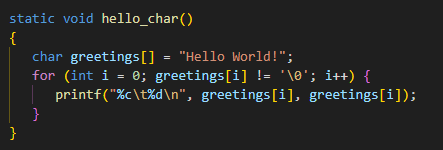 static void hello_char()
{
    char greetings[] = "Hello World!";
    for (int i = 0; greetings[i] != '\0'; i++) {
        printf("%c\t%d\n", greetings[i], greetings[i]);
    }
}